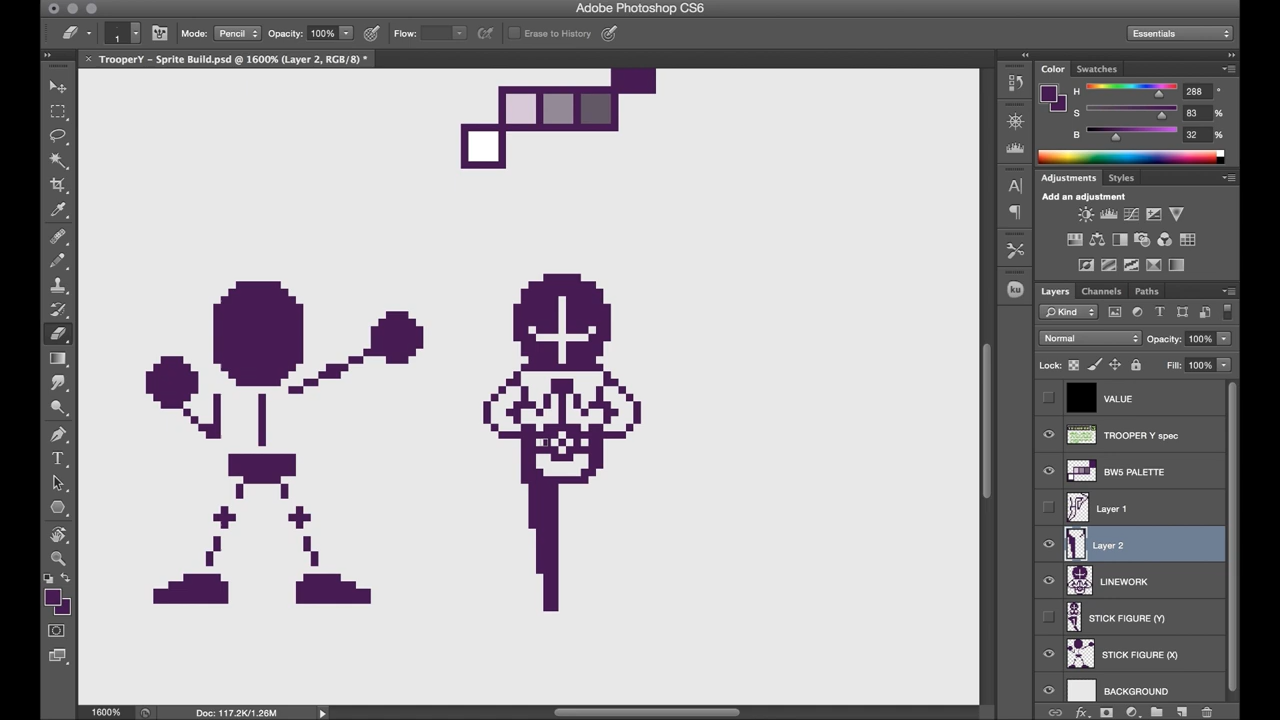 Adobe Photoshop CS6
1 Mode: Pencil Opacity: 100% Flow: Erase to History Essentials
× TrooperY - Sprite Build.psd @ 1600% (Layer 2, RGB/8) *
Color Swatches
H 288 °
S 83 %
B 32 %
Adjustments Styles
Add an adjustment
Layers Channels Paths
Kind
Normal Opacity: 100%
Lock: Fill: 100%
VALUE
TROOPER Y spec
BW5 PALETTE
Layer 1
Layer 2
LINEWORK
STICK FIGURE (Y)
STICK FIGURE (X)
BACKGROUND
ku
1600% Doc: 117.2K/1.26M